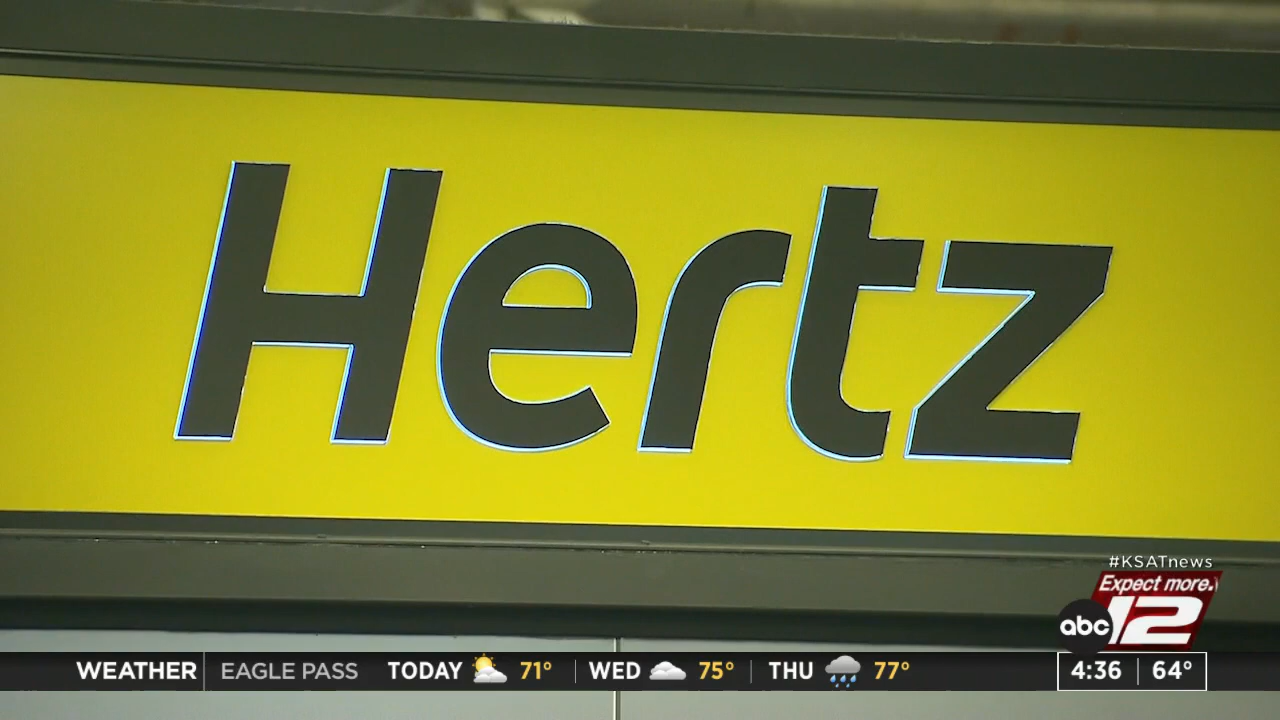 Hertz
#KSATnews
Expect more.
abc 12
WEATHER EAGLE PASS TODAY 71° WED 75° THU 77° 4:36 64°